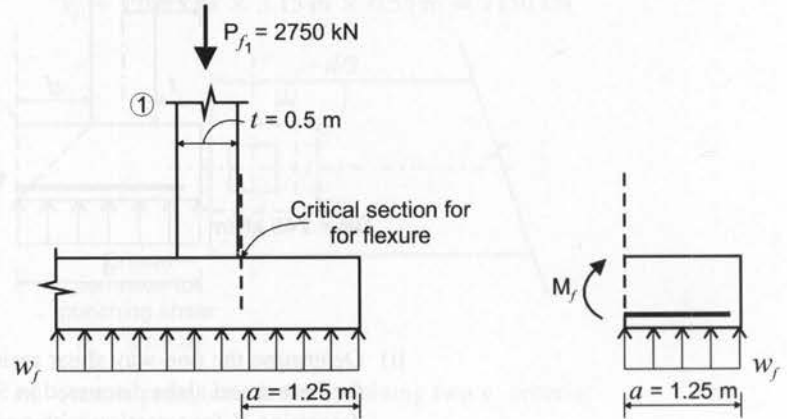 P_f₁ = 2750 kN
①
t = 0.5 m
Critical section for
for flexure
M_f
w_f
a = 1.25 m
w_f
a = 1.25 m